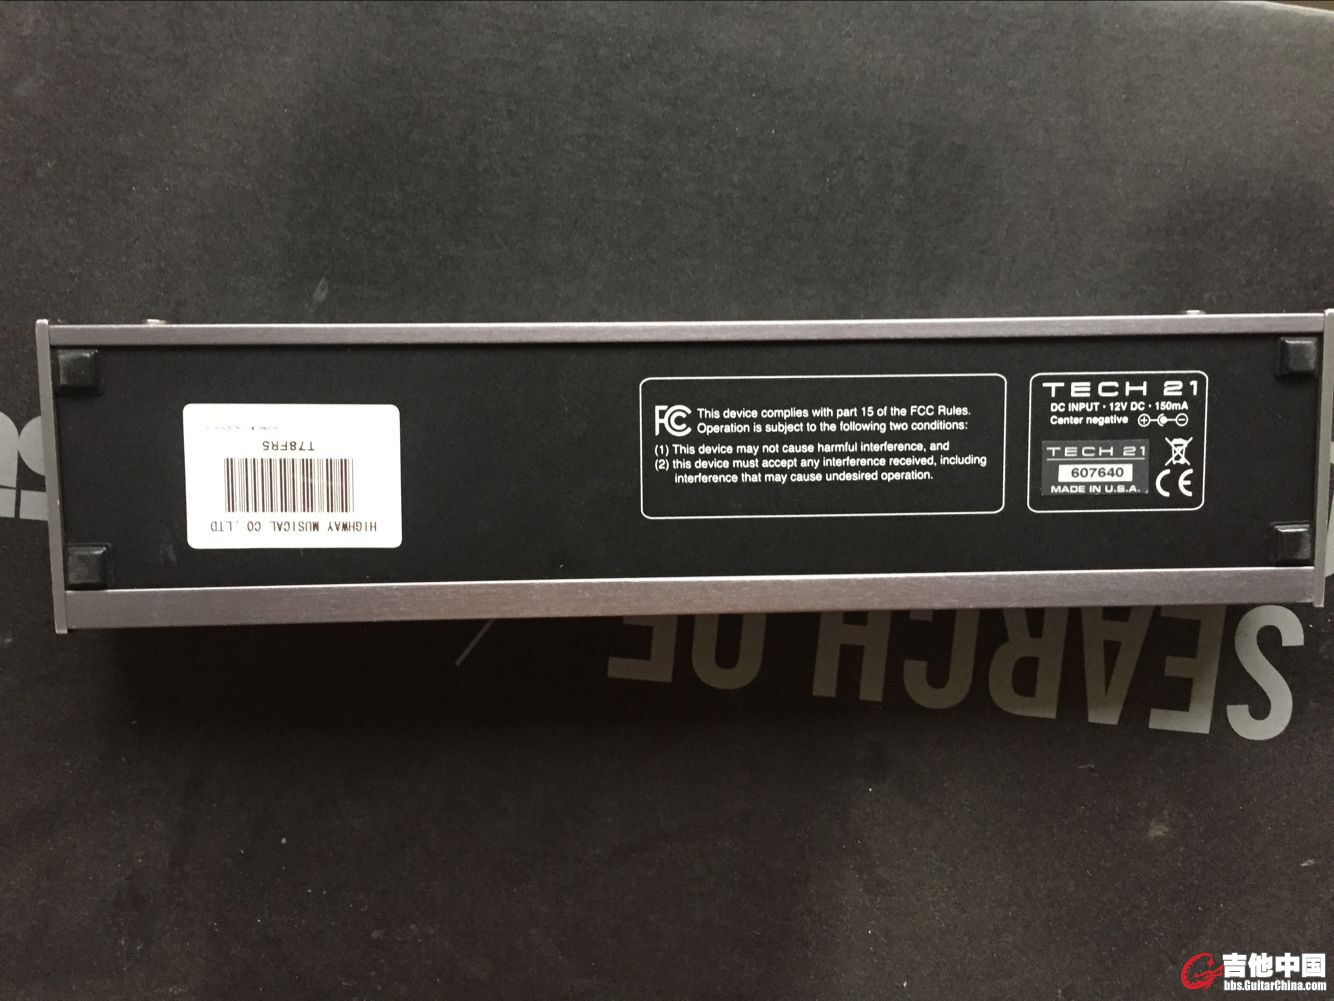 T78FR5
HIGHWAY MUSICAL CO.,LTD
FC This device complies with part 15 of the FCC Rules.
Operation is subject to the following two conditions:
(1) This device may not cause harmful interference, and
(2) this device must accept any interference received, including
interference that may cause undesired operation.
TECH 21
DC INPUT · 12V DC · 150mA
Center negative
TECH 21
607640
MADE IN U.S.A.
CE
SEARCH OF
吉他中国
bbs.GuitarChina.com